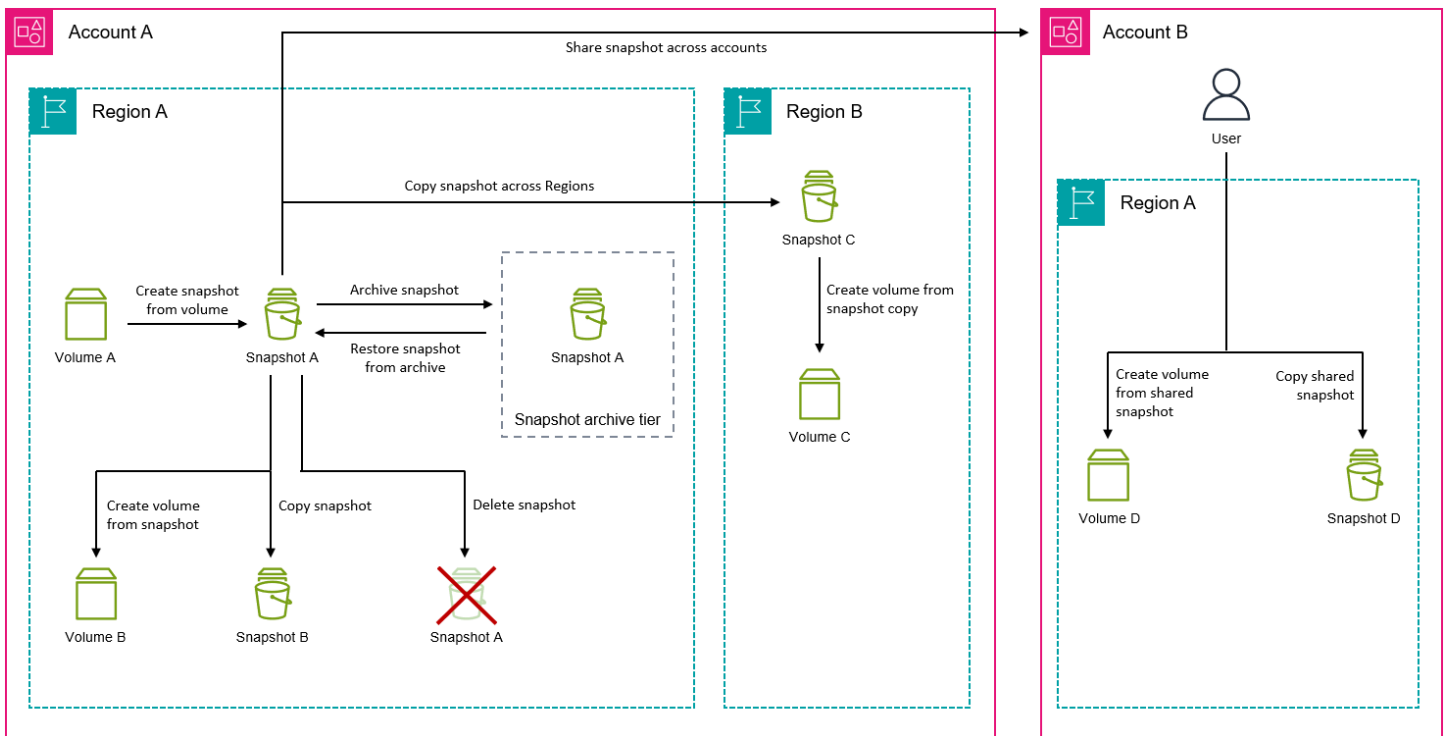 Account A
Share snapshot across accounts
Account B
Region A
Region B
User
Copy snapshot across Regions
Region A
Snapshot C
Create snapshot
from volume
Archive snapshot
Restore snapshot
from archive
Volume A
Snapshot A
Snapshot A
Snapshot archive tier
Create volume from
snapshot copy
Volume C
Create volume
from shared
snapshot
Copy shared
snapshot
Create volume
from snapshot
Copy snapshot
Delete snapshot
Volume D
Snapshot D
Volume B
Snapshot B
Snapshot A